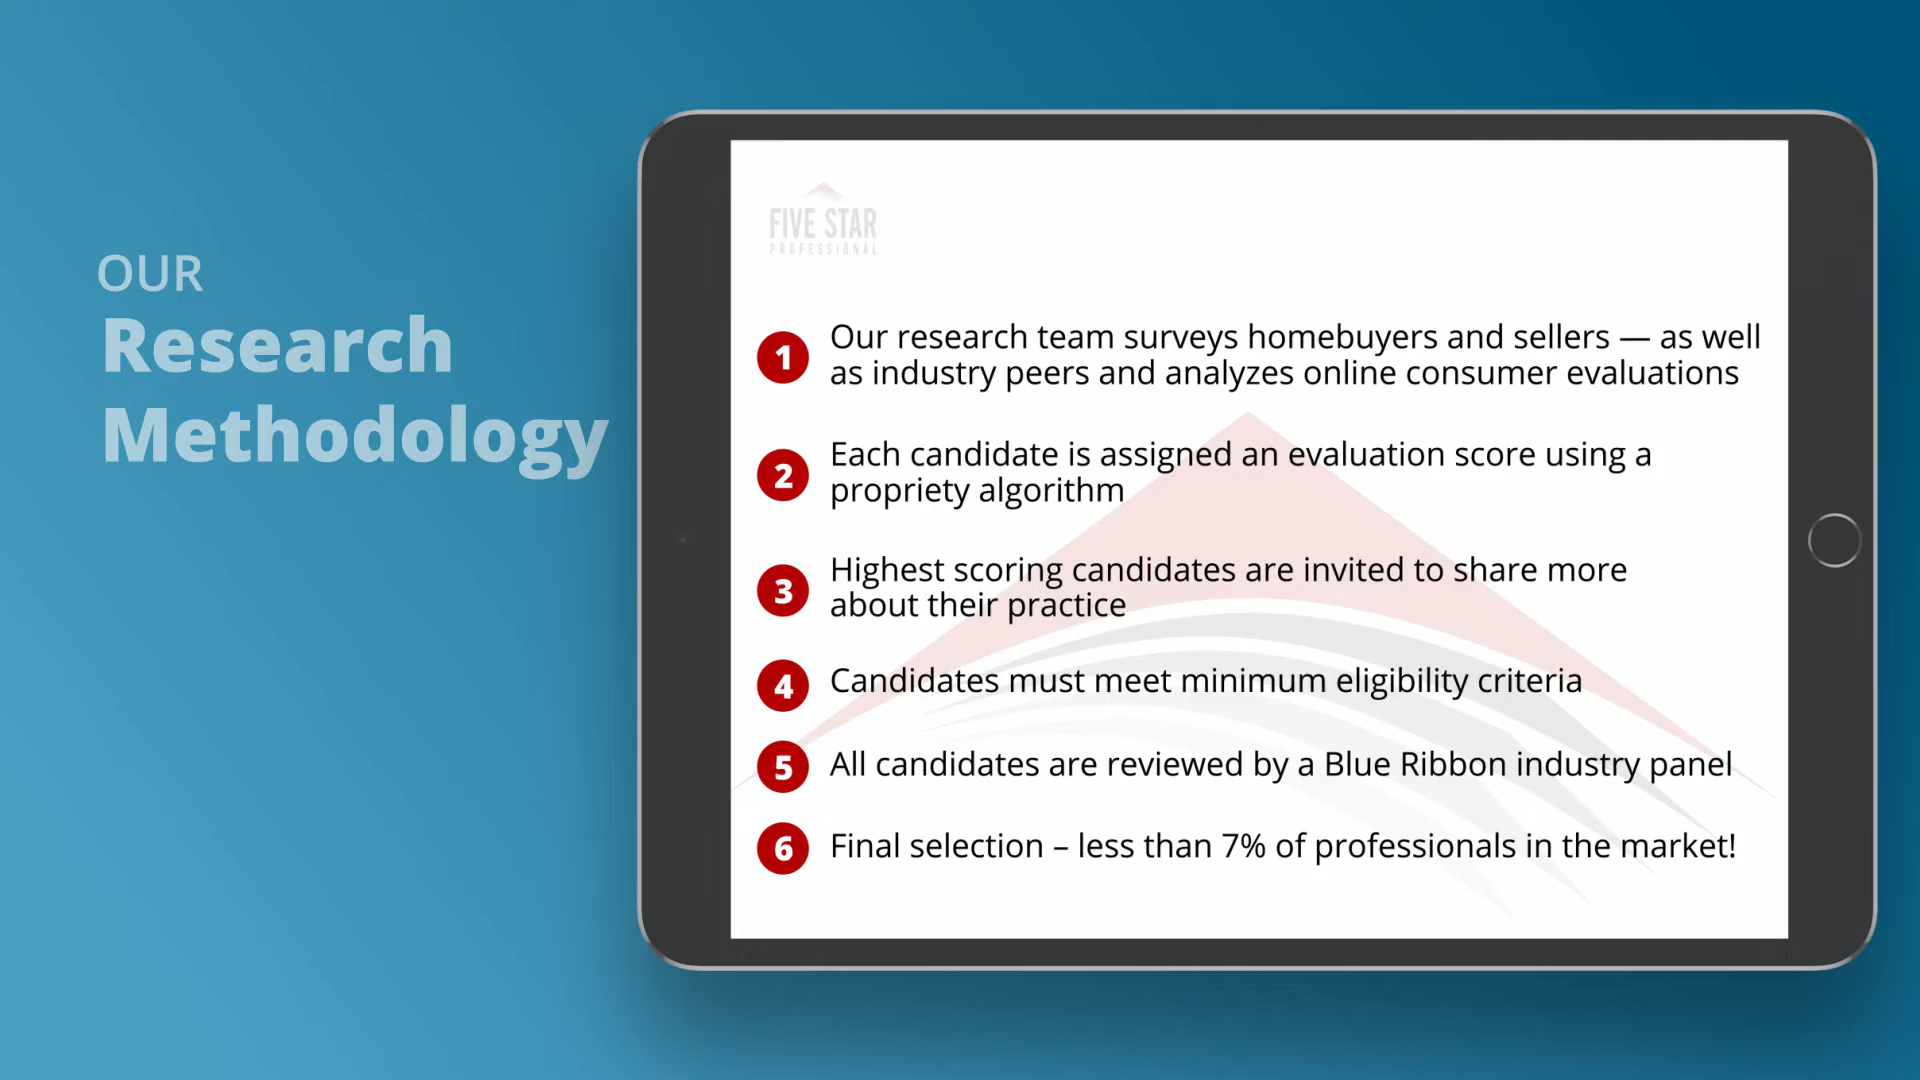 OUR
Research
Methodology
FIVE STAR
PROFESSIONAL
1 Our research team surveys homebuyers and sellers — as well
as industry peers and analyzes online consumer evaluations
2 Each candidate is assigned an evaluation score using a
propriety algorithm
3 Highest scoring candidates are invited to share more
about their practice
4 Candidates must meet minimum eligibility criteria
5 All candidates are reviewed by a Blue Ribbon industry panel
6 Final selection – less than 7% of professionals in the market!